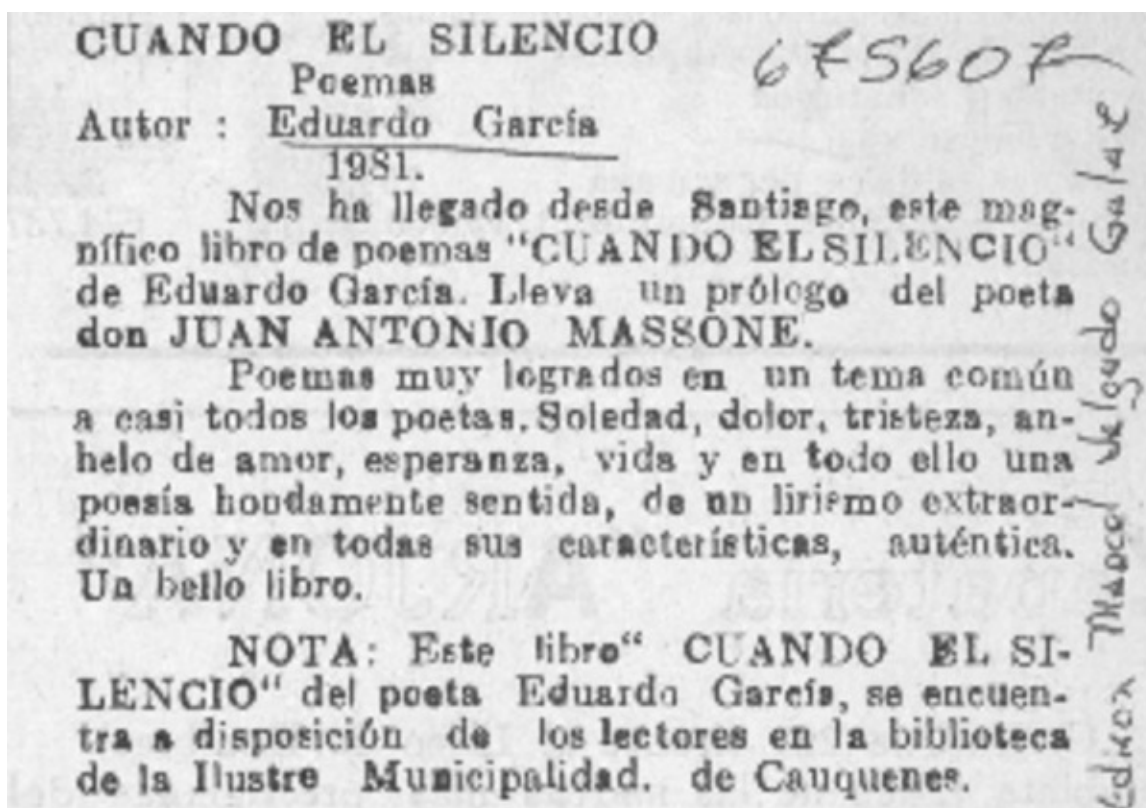 CUANDO EL SILENCIO
Poemas
Autor : Eduardo García
1981.
Nos ha llegado desde Santiago, este mag-
nífico libro de poemas "CUANDO EL SILENCIO"
de Eduardo García. Lleva un prólogo del poeta
don JUAN ANTONIO MASSONE.
Poemas muy logrados en un tema común
a casi todos los poetas. Soledad, dolor, tristeza, an-
helo de amor, esperanza, vida y en todo ello una
poesía hondamente sentida, de un lirismo extraor-
dinario y en todas sus características, auténtica.
Un bello libro.
NOTA: Este libro "CUANDO EL SI-
LENCIO" del poeta Eduardo García, se encuen-
tra a disposición de los lectores en la biblioteca
de la Ilustre Municipalidad. de Cauquenes.